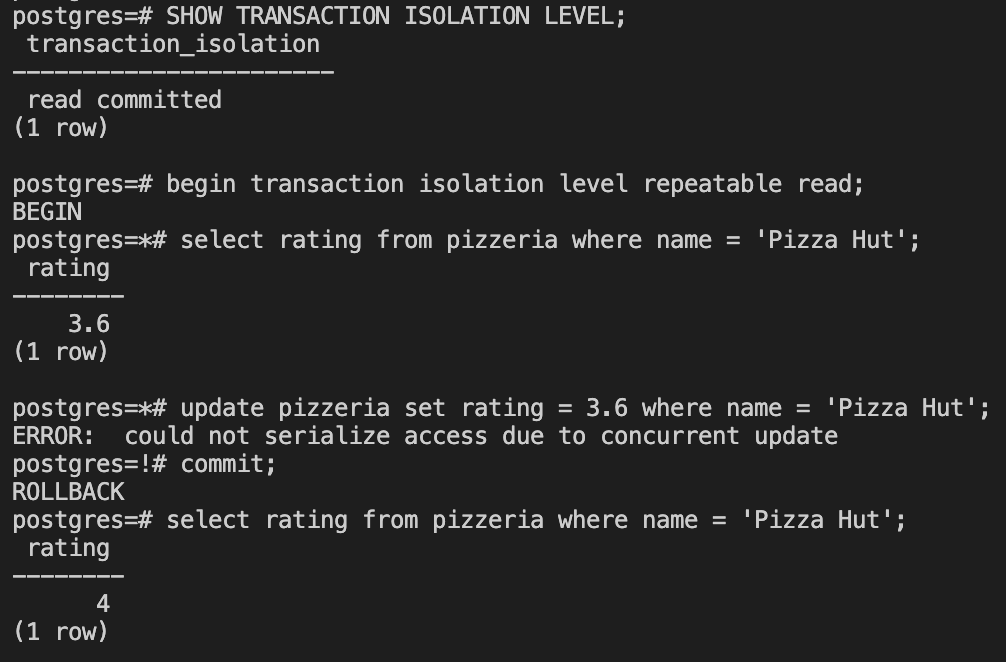 postgres=# SHOW TRANSACTION ISOLATION LEVEL;
transaction_isolation
-----------------------
read committed
(1 row)
postgres=# begin transaction isolation level repeatable read;
BEGIN
postgres=*# select rating from pizzeria where name = 'Pizza Hut';
rating
--------
3.6
(1 row)
postgres=*# update pizzeria set rating = 3.6 where name = 'Pizza Hut';
ERROR:  could not serialize access due to concurrent update
postgres=!# commit;
ROLLBACK
postgres=# select rating from pizzeria where name = 'Pizza Hut';
rating
--------
4
(1 row)